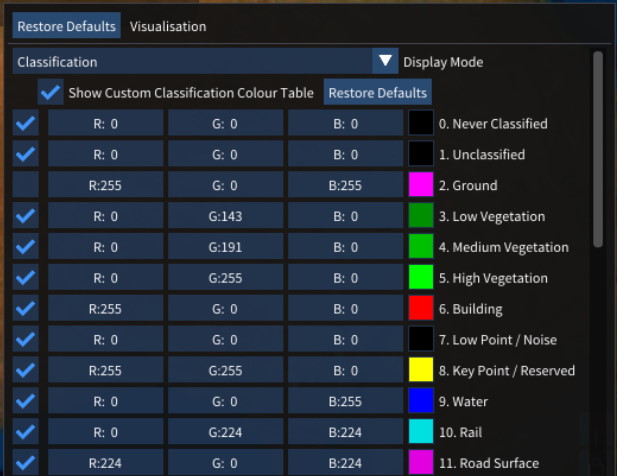 Restore Defaults Visualisation
Classification Display Mode
Show Custom Classification Colour Table Restore Defaults
R: 0 G: 0 B: 0 0. Never Classified
R: 0 G: 0 B: 0 1. Unclassified
R:255 G: 0 B:255 2. Ground
R: 0 G:143 B: 0 3. Low Vegetation
R: 0 G:191 B: 0 4. Medium Vegetation
R: 0 G:255 B: 0 5. High Vegetation
R:255 G: 0 B: 0 6. Building
R: 0 G: 0 B: 0 7. Low Point / Noise
R:255 G:255 B: 0 8. Key Point / Reserved
R: 0 G: 0 B:255 9. Water
R: 0 G:224 B:224 10. Rail
R:224 G: 0 B:224 11. Road Surface